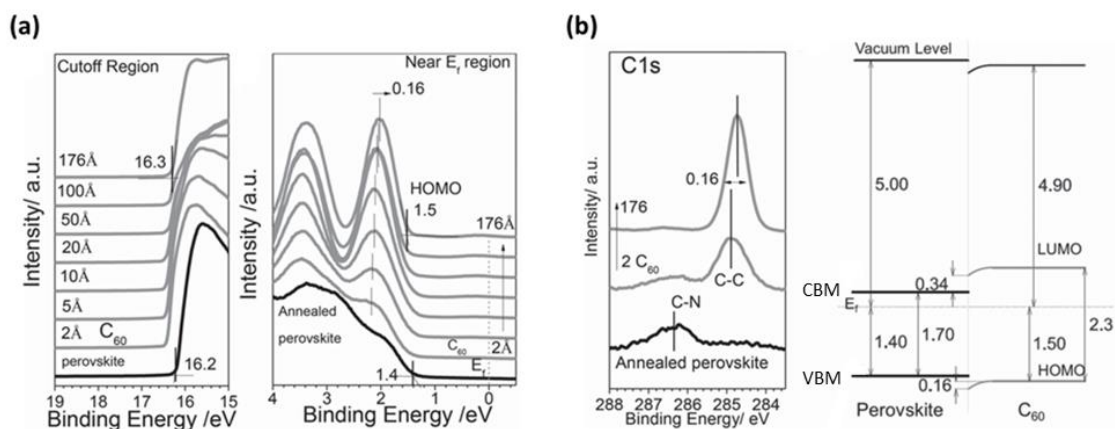 (a)
Cutoff Region
Intensity/ a.u.
176Å
100Å
50Å
20Å
10Å
5Å
2Å C60
perovskite
16.3
16.2
19 18 17 16 15
Binding Energy /eV
Near Ef region
0.16
Intensity/ a.u.
HOMO
1.5
176Å
Annealed
perovskite
C60
2Å
Ef
1.4
4 3 2 1 0
Binding Energy /eV
(b)
C1s
Intensity/ a.u.
0.16
176
2 C60
C-C
C-N
Annealed perovskite
288 287 286 285 284
Binding Energy/ eV
Vacuum Level
5.00
4.90
LUMO
CBM
0.34
Ef
1.40
1.70
1.50
2.3
VBM
0.16
HOMO
Perovskite
C60